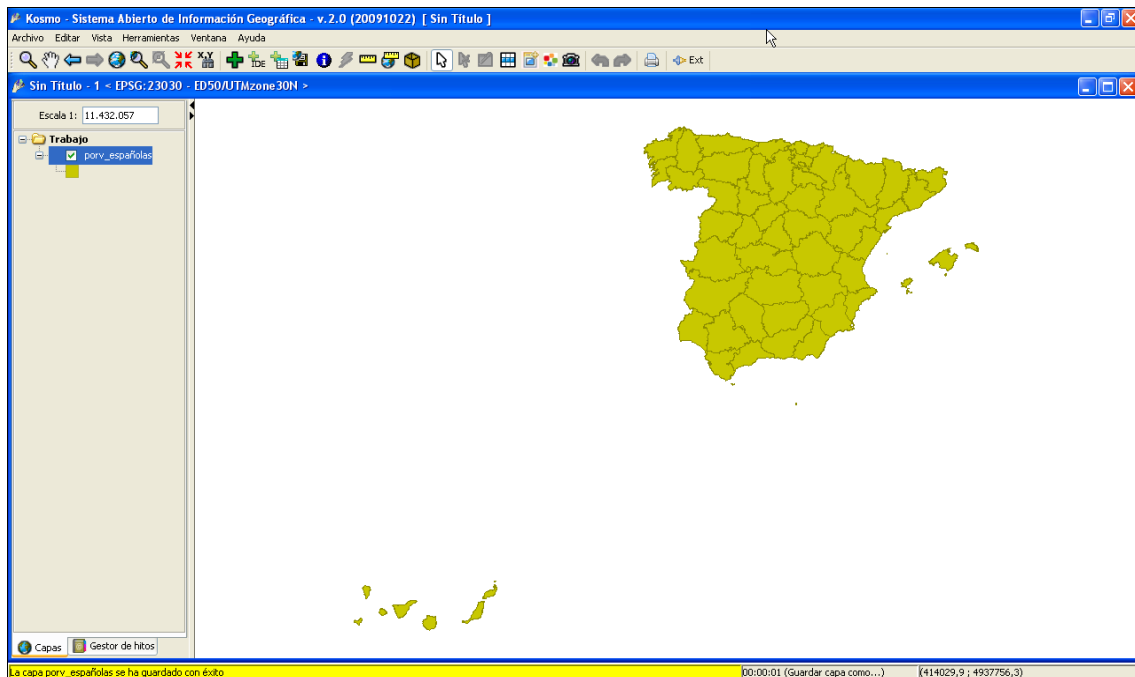 Kosmo - Sistema Abierto de Información Geográfica - v.2.0 (20091022) [ Sin Título ]
Archivo Editar Vista Herramientas Ventana Ayuda
X,Y IDE Ext
Sin Título - 1 < EPSG:23030 - ED50/UTMzone30N >
Escala 1: 11.432.057
Trabajo
porv_españolas
Capas Gestor de hitos
La capa porv_españolas se ha guardado con éxito 00:00:01 (Guardar capa como...) (414029,9 ; 4937756,3)